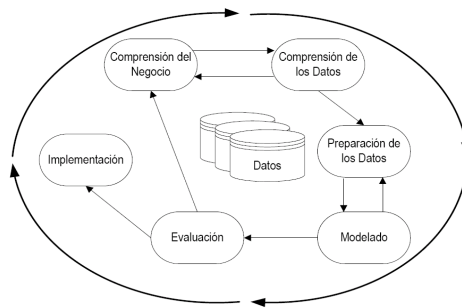 Comprensión del
Negocio
Comprensión de
los Datos
Datos
Preparación de
los Datos
Implementación
Evaluación
Modelado